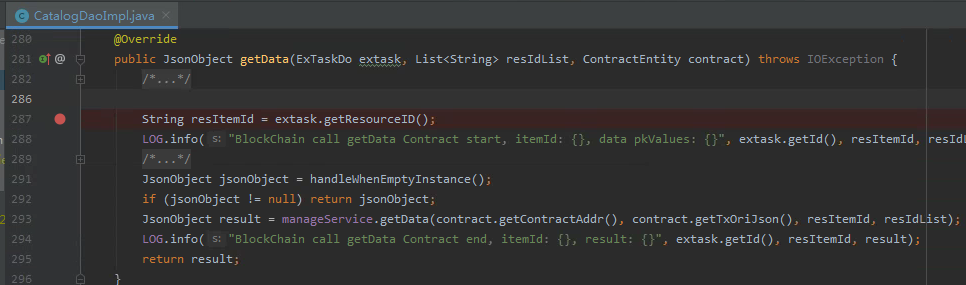 CatalogDaoImpl.java
280 @Override
281 @ public JsonObject getData(ExTaskDo extask, List<String> resIdList, ContractEntity contract) throws IOException {
282 /*...*/
286
287 String resItemId = extask.getResourceID();
288 LOG.info( s: "BlockChain call getData Contract start, itemId: {}, data pkValues: {}", extask.getId(), resItemId, resId
289 /*...*/
291 JsonObject jsonObject = handleWhenEmptyInstance();
292 if (jsonObject != null) return jsonObject;
293 JsonObject result = manageService.getData(contract.getContractAddr(), contract.getTxOriJson(), resItemId, resIdList);
294 LOG.info( s: "BlockChain call getData Contract end, itemId: {}, result: {}", extask.getId(), resItemId, result);
295 return result;
296 }